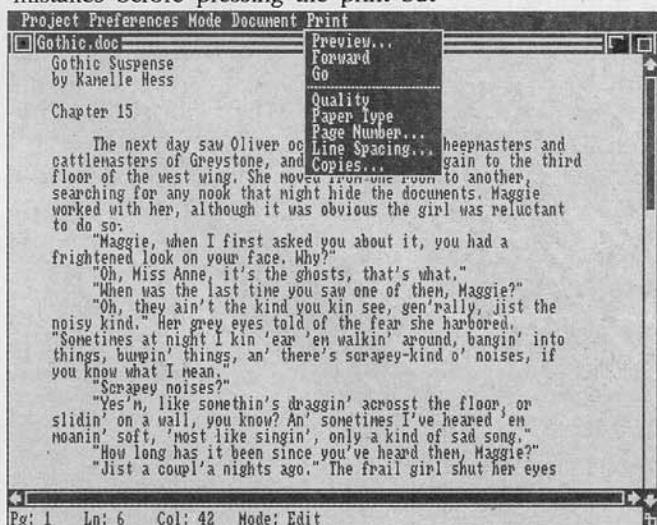 mistakes before pressing the print but-
Project Preferences Mode Document Print
Gothic.doc
Preview...
Forward
Go
Quality
Paper Type
Page Number...
Line Spacing...
Copies...
Gothic Suspense
by Kamelle Hess
Chapter 15
The next day saw Oliver oc heepmasters and
cattlemasters of Greystone, and gain to the third
floor of the west wing. She moved from one room to another,
searching for any nook that might hide the documents. Maggie
worked with her, although it was obvious the girl was reluctant
to do so.
"Maggie, when I first asked you about it, you had a
frightened look on your face. Why?"
"Oh, Miss Anne, it's the ghosts, that's what."
"When was the last time you saw one of them, Maggie?"
"Oh, they ain't the kind you kin see, gen'rally, jist the
noisy kind." Her grey eyes told of the fear she harbored.
"Sometimes at night I kin 'ear 'em walkin' around, bangin' into
things, bumpin' things, an' there's scrapey-kind o' noises, if
you know what I mean."
"Scrapey noises?"
"Yes'm, like somethin's draggin' acrosst the floor, or
slidin' on a wall, you know? An' sometimes I've heared 'em
moanin' soft, 'most like singin', only a kind of sad song."
"How long has it been since you've heard them, Maggie?"
"Jist a coupl'a nights ago." The frail girl shut her eyes
Pg: 1 Ln: 6 Col: 42 Mode: Edit